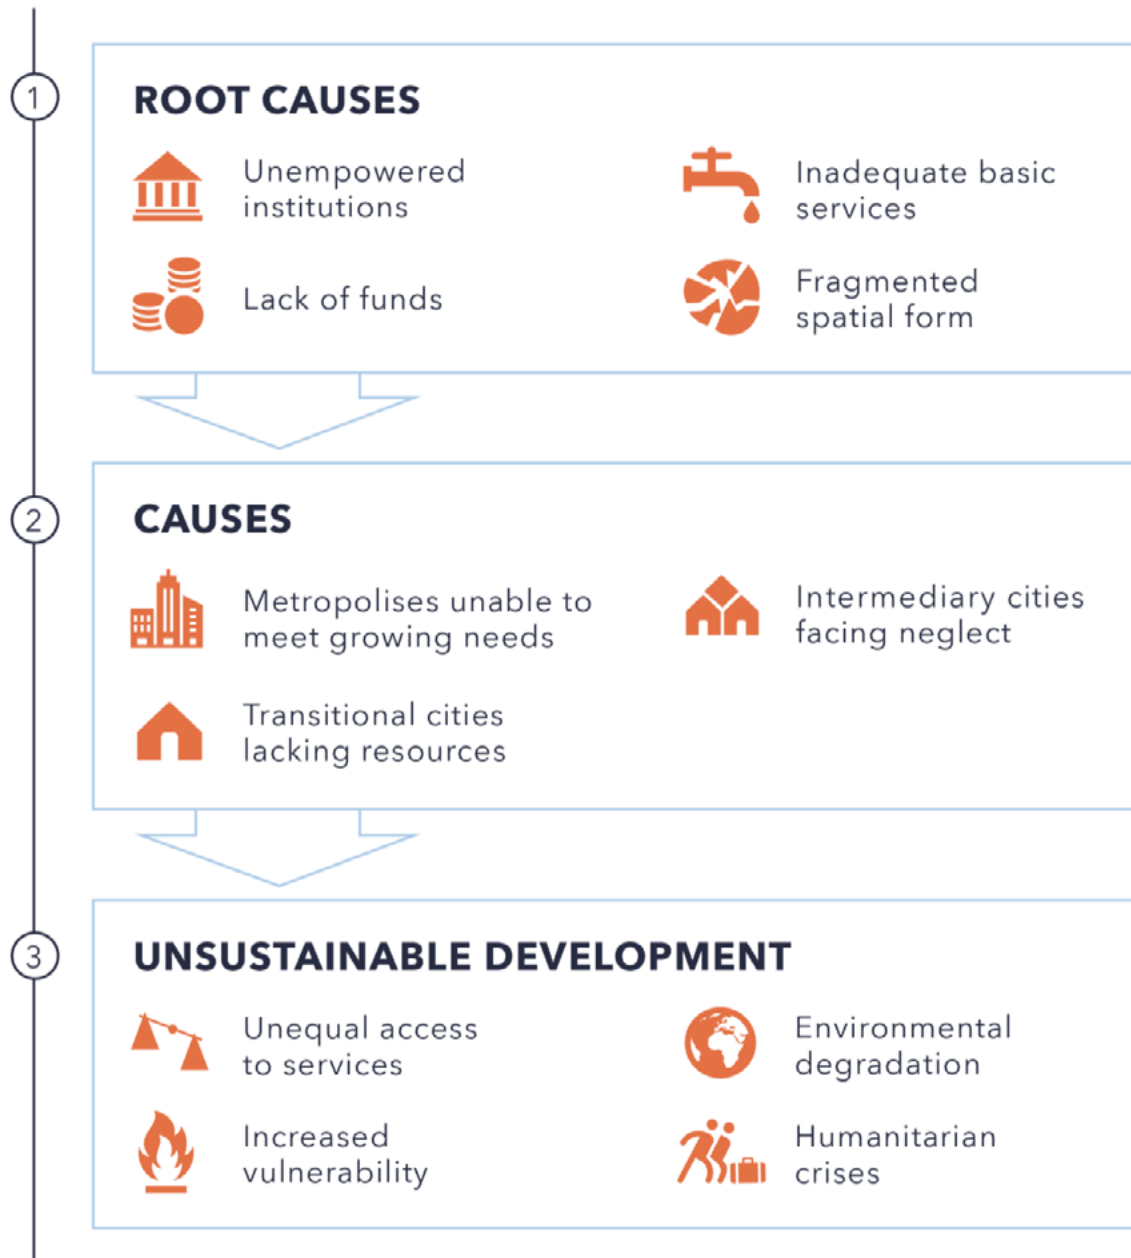 1
ROOT CAUSES
Unempowered
institutions
Inadequate basic
services
Lack of funds
Fragmented
spatial form
2
CAUSES
Metropolises unable to
meet growing needs
Intermediary cities
facing neglect
Transitional cities
lacking resources
3
UNSUSTAINABLE DEVELOPMENT
Unequal access
to services
Environmental
degradation
Increased
vulnerability
Humanitarian
crises